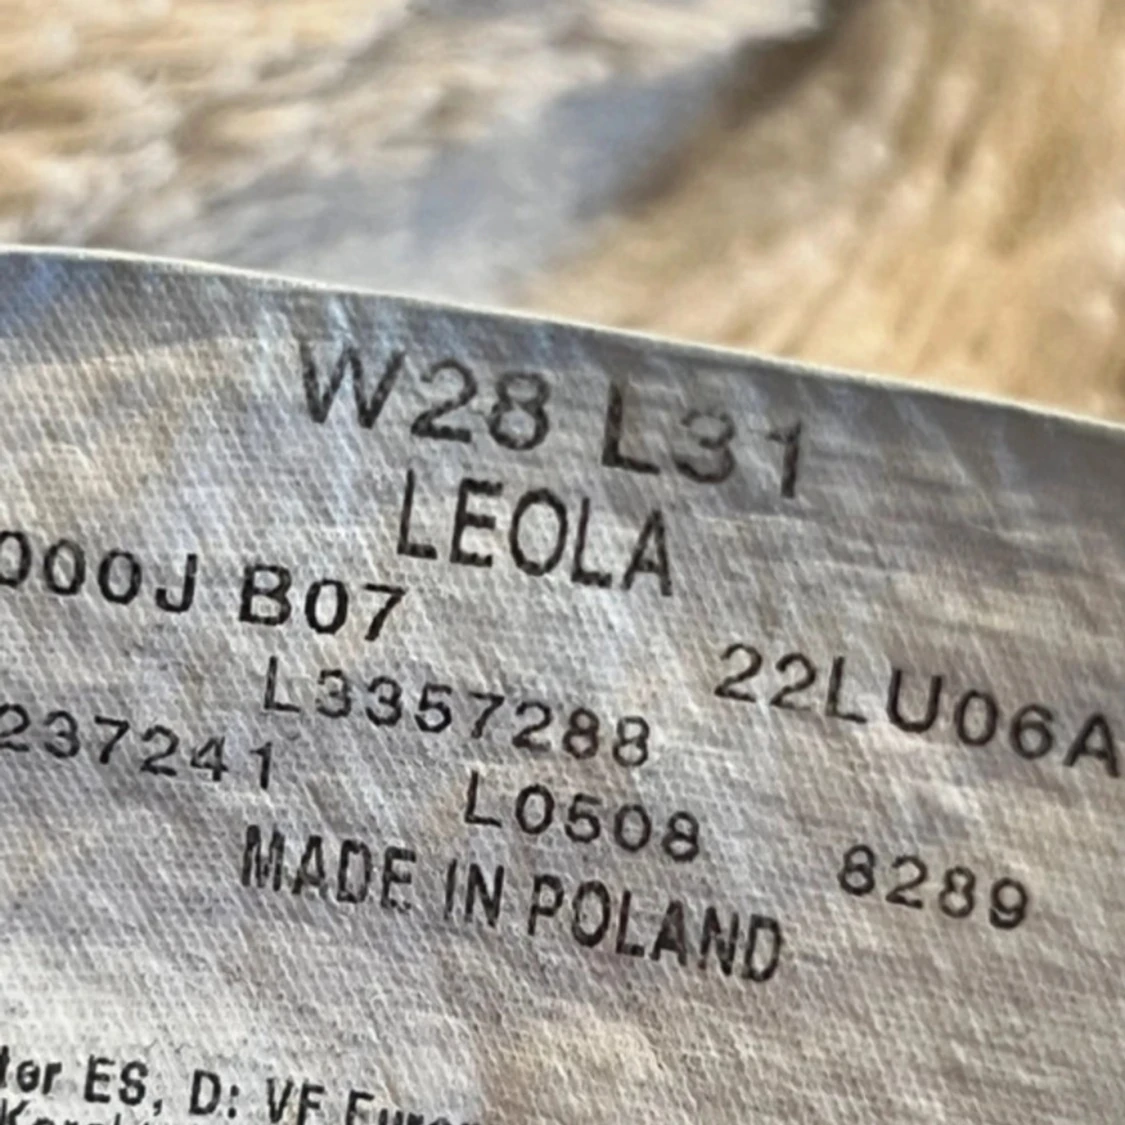 W28 L31
LEOLA
000J B07 22LU06A
L3357288
237241 L0508 8289
MADE IN POLAND
ES, D: VF